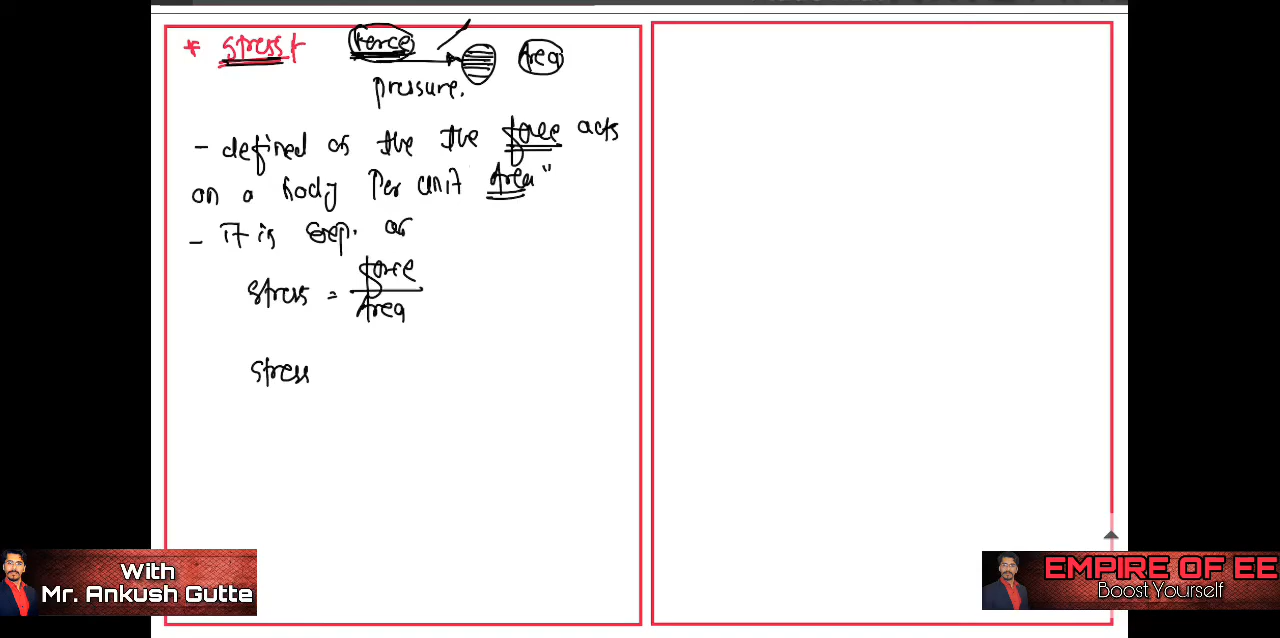 * Stress + Force Area
pressure.
- defined as the the force acts
on a body Per unit Area"
- It is rep. as
Stress = force
Area
Stress
With
Mr. Ankush Gutte
EMPIRE OF EE
Boost Yourself